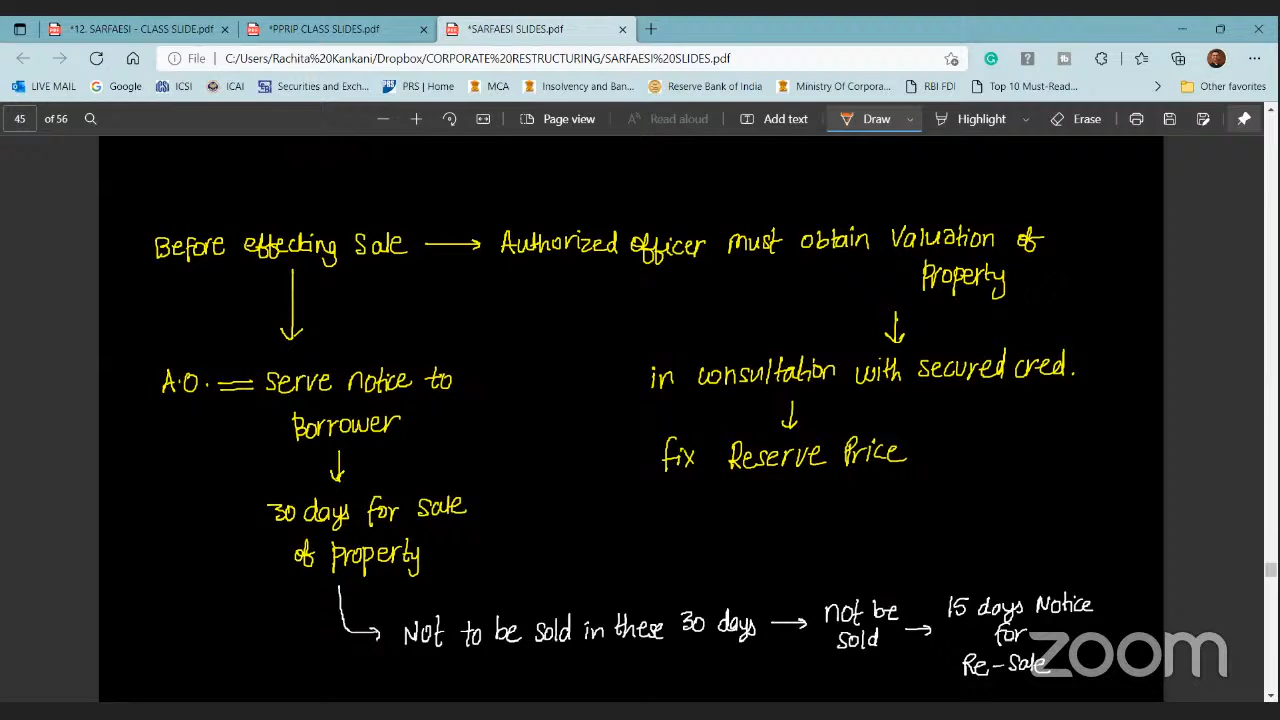 *12. SARFAESI - CLASS SLIDE.pdf
*PPRIP CLASS SLIDES.pdf
*SARFAESI SLIDES.pdf
File
C:/Users/Rachita%20Kankani/Dropbox/CORPORATE%20RESTRUCTURING/SARFAESI%20SLIDES.pdf
LIVE MAIL Google ICSI ICAI Securities and Exch... PRS | Home MCA Insolvency and Ban... Reserve Bank of India Ministry Of Corpora... RBI FDI Top 10 Must-Read... Other favorites
45 of 56 Page view Read aloud Add text Draw Highlight Erase
Before effecting Sale → Authorized officer must obtain Valuation of
Property
A.O. = serve notice to
Borrower
30 days for sale
of property
in consultation with secured cred.
fix Reserve Price
Not to be sold in these 30 days → not be
sold → 15 days Notice
for
Re-sale
zoom